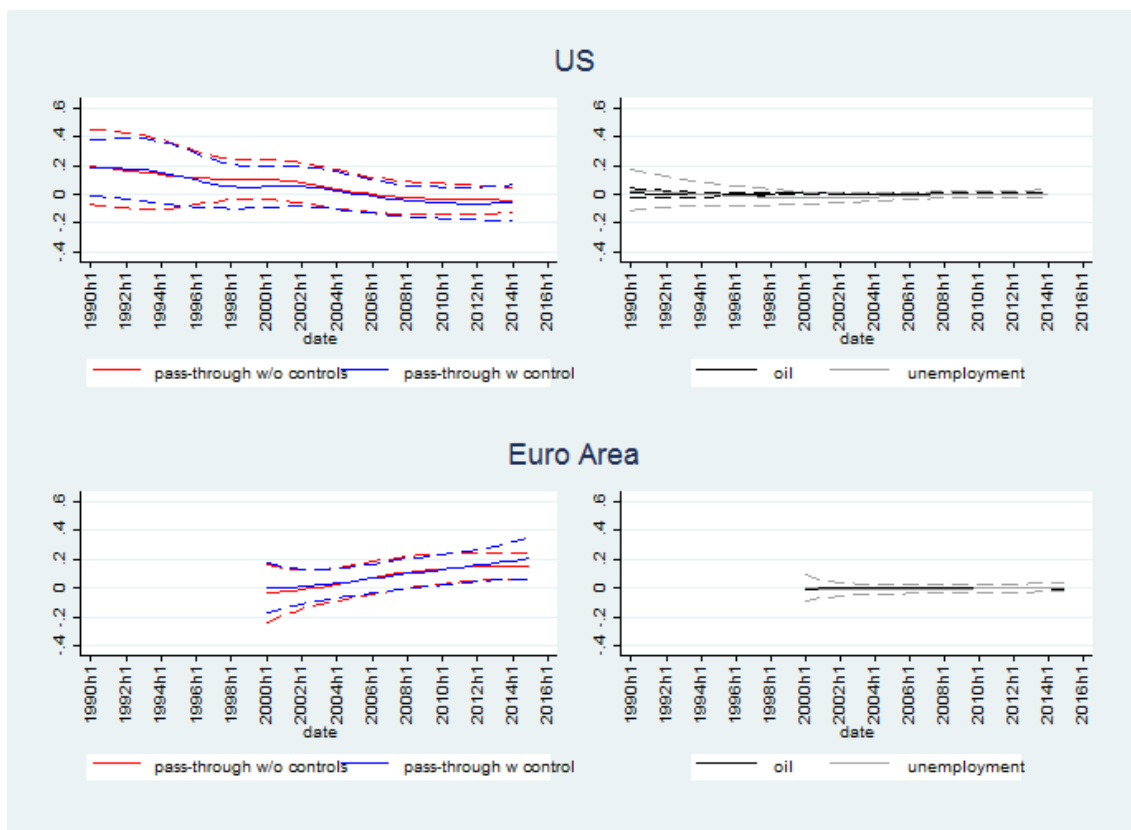 US
.6 .6
.4 .4
.2 .2
0 0
-.2 -.2
-.4 -.4
1990h1 1992h1 1994h1 1996h1 1998h1 2000h1 2002h1 2004h1 2006h1 2008h1 2010h1 2012h1 2014h1 2016h1 1990h1 1992h1 1994h1 1996h1 1998h1 2000h1 2002h1 2004h1 2006h1 2008h1 2010h1 2012h1 2014h1 2016h1
date date
pass-through w/o controls pass-through w control oil unemployment
Euro Area
.6 .6
.4 .4
.2 .2
0 0
-.2 -.2
-.4 -.4
1990h1 1992h1 1994h1 1996h1 1998h1 2000h1 2002h1 2004h1 2006h1 2008h1 2010h1 2012h1 2014h1 2016h1 1990h1 1992h1 1994h1 1996h1 1998h1 2000h1 2002h1 2004h1 2006h1 2008h1 2010h1 2012h1 2014h1 2016h1
date date
pass-through w/o controls pass-through w control oil unemployment